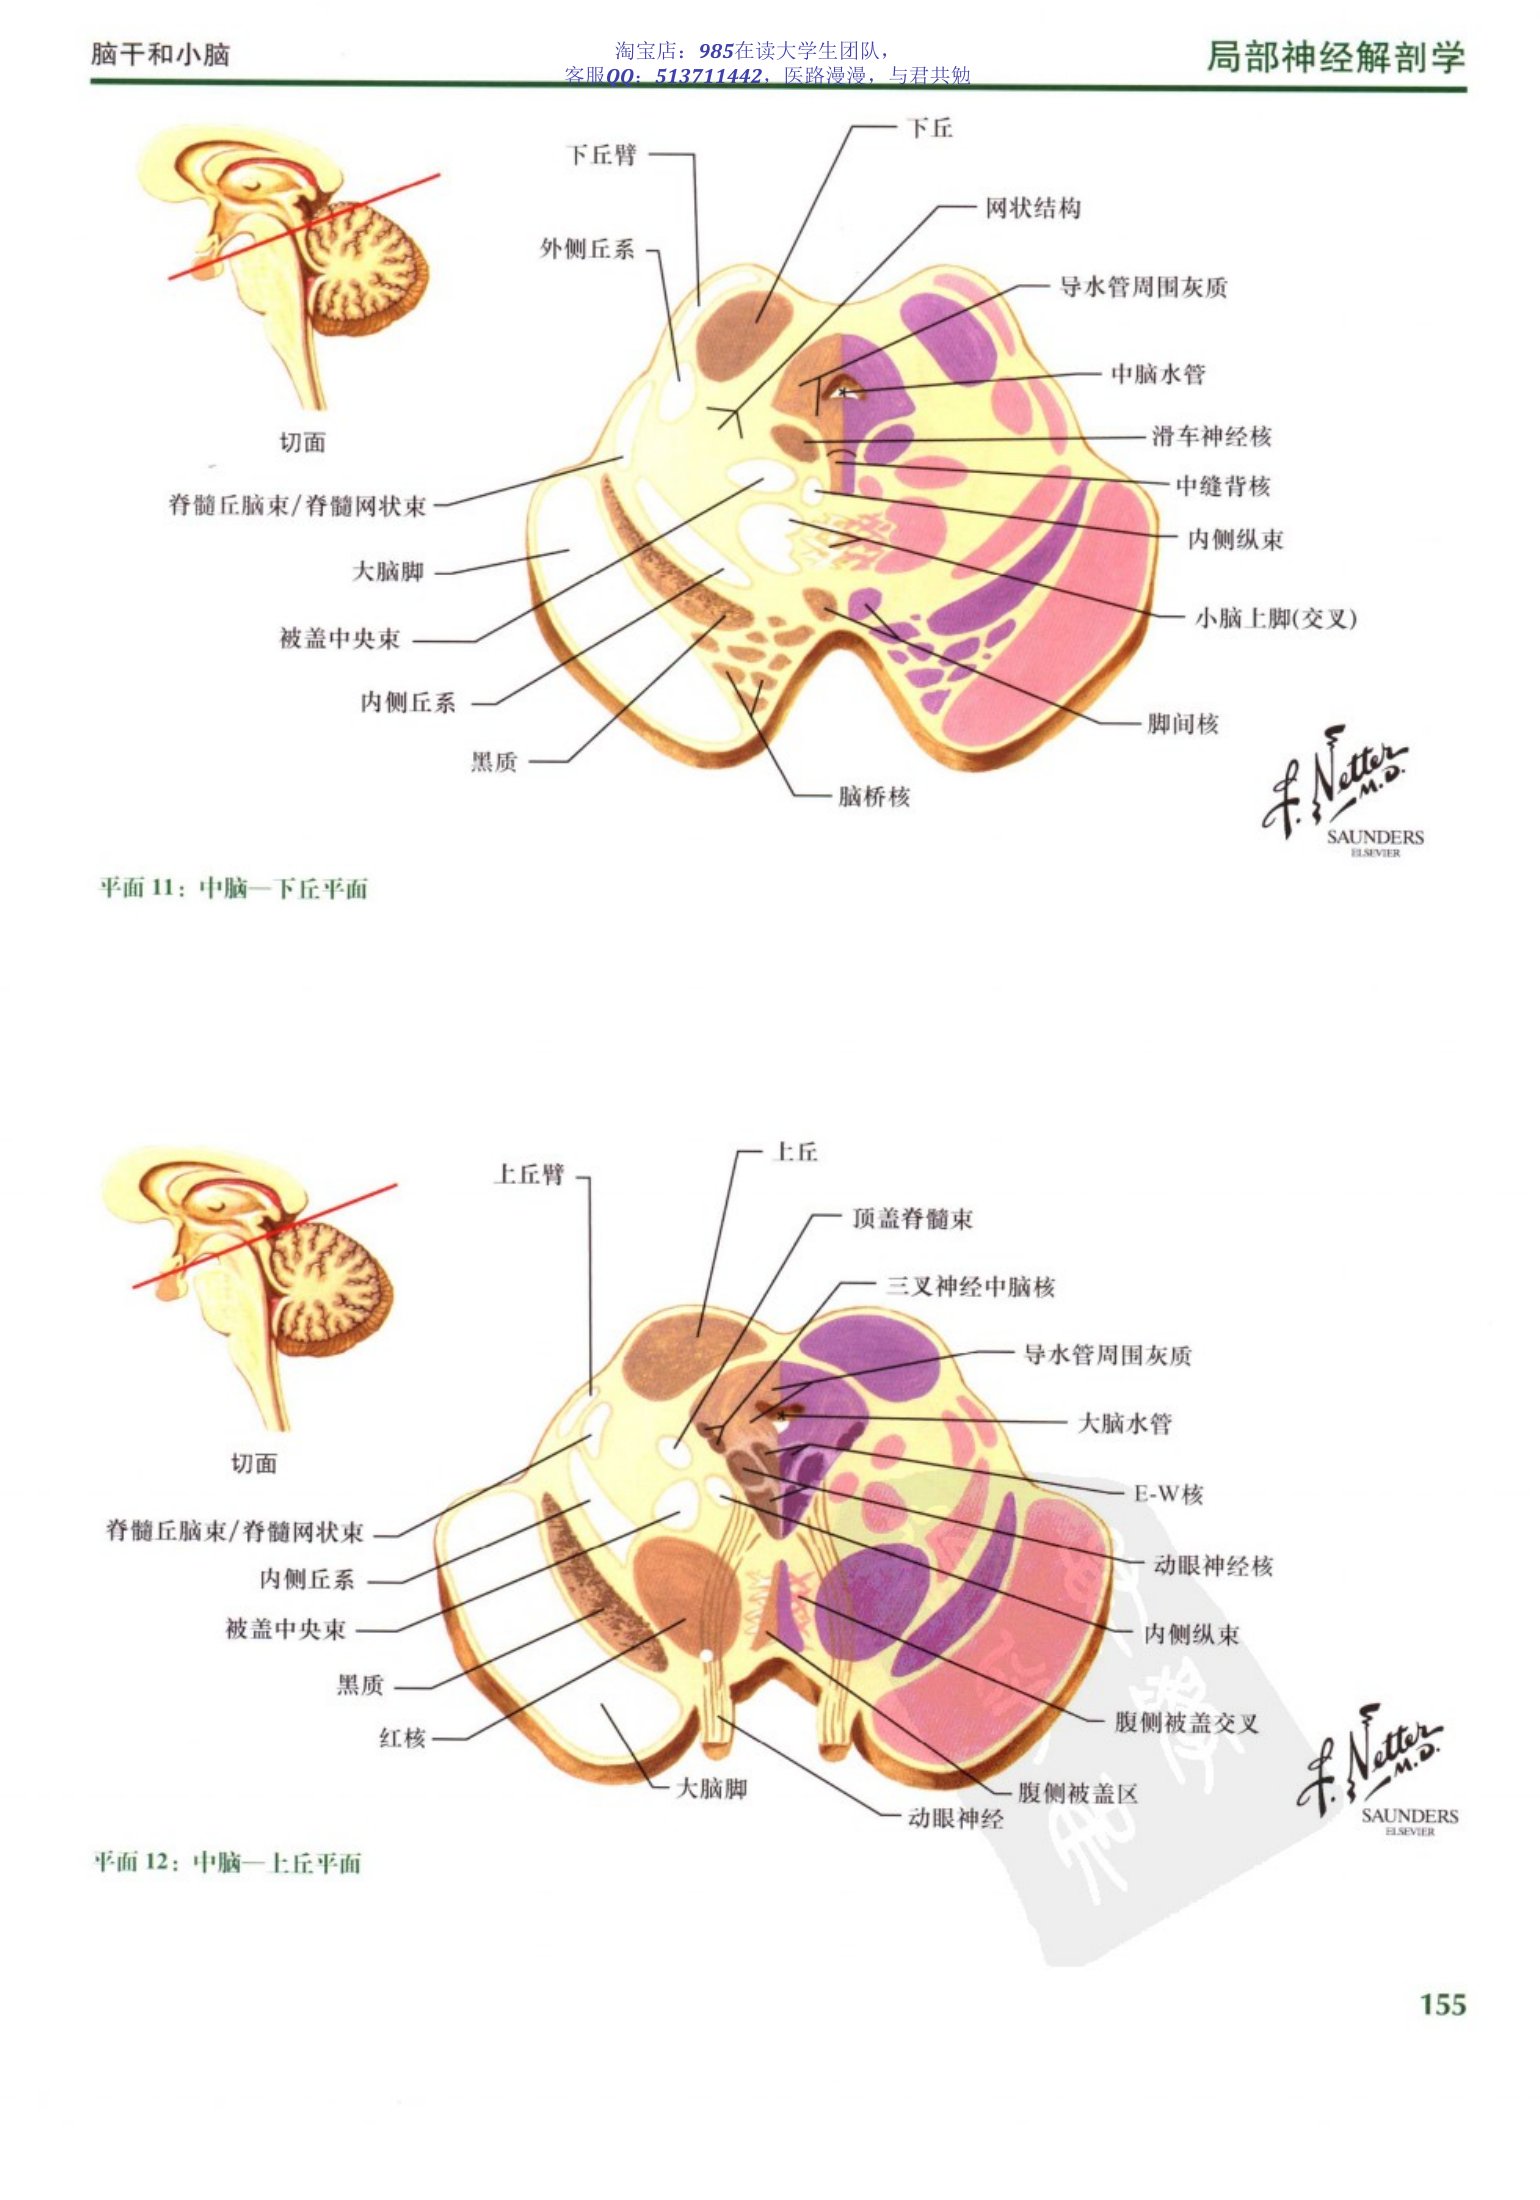 脑干和小脑
淘宝店：985在读大学生团队，
客服QQ：513711442，医路漫漫，与君共勉
局部神经解剖学
下丘
下丘臂
网状结构
外侧丘系
导水管周围灰质
中脑水管
滑车神经核
切面
中缝背核
脊髓丘脑束/脊髓网状束
内侧纵束
大脑脚
小脑上脚(交叉)
被盖中央束
内侧丘系
脚间核
黑质
脑桥核
F. Netter
M.D.
SAUNDERS
ELSEVIER
平面 11：中脑—下丘平面
上丘
上丘臂
顶盖脊髓束
三叉神经中脑核
导水管周围灰质
大脑水管
切面
E-W核
脊髓丘脑束/脊髓网状束
动眼神经核
内侧丘系
被盖中央束
内侧纵束
黑质
腹侧被盖交叉
红核
大脑脚
腹侧被盖区
动眼神经
F. Netter
M.D.
SAUNDERS
ELSEVIER
平面 12：中脑—上丘平面
155